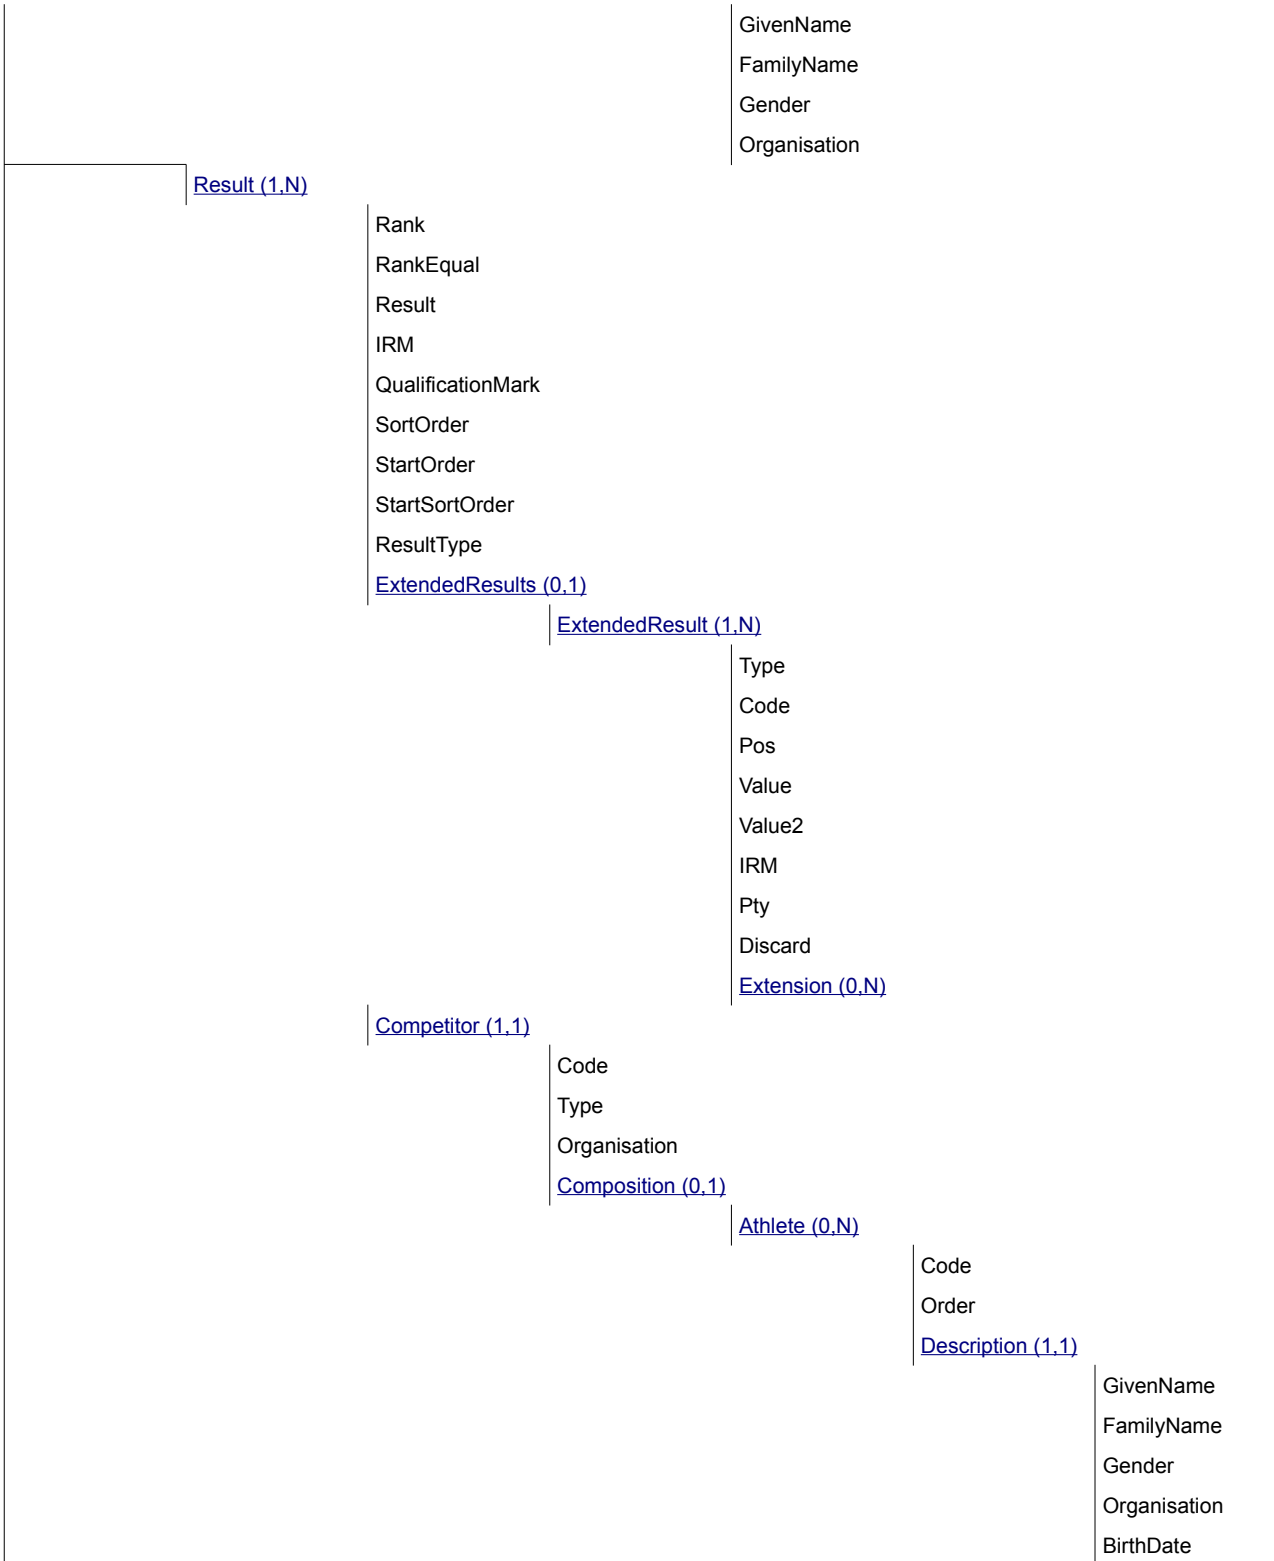 GivenName
FamilyName
Gender
Organisation
Result (1,N)
Rank
RankEqual
Result
IRM
QualificationMark
SortOrder
StartOrder
StartSortOrder
ResultType
ExtendedResults (0,1)
ExtendedResult (1,N)
Type
Code
Pos
Value
Value2
IRM
Pty
Discard
Extension (0,N)
Competitor (1,1)
Code
Type
Organisation
Composition (0,1)
Athlete (0,N)
Code
Order
Description (1,1)
GivenName
FamilyName
Gender
Organisation
BirthDate